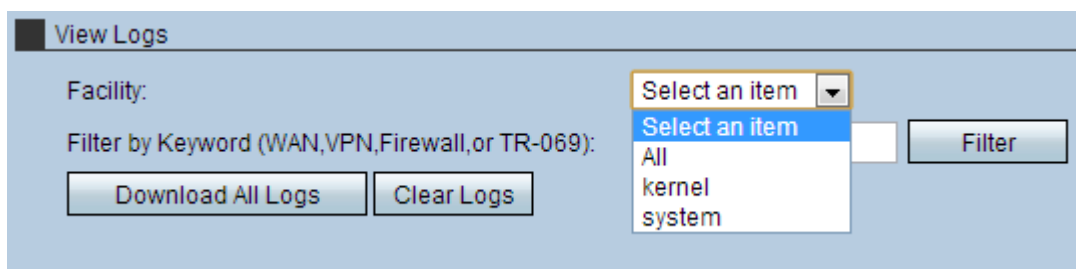 View Logs
Facility:
Select an item
Select an item
All
kernel
system
Filter by Keyword (WAN,VPN,Firewall,or TR-069):
Filter
Download All Logs
Clear Logs